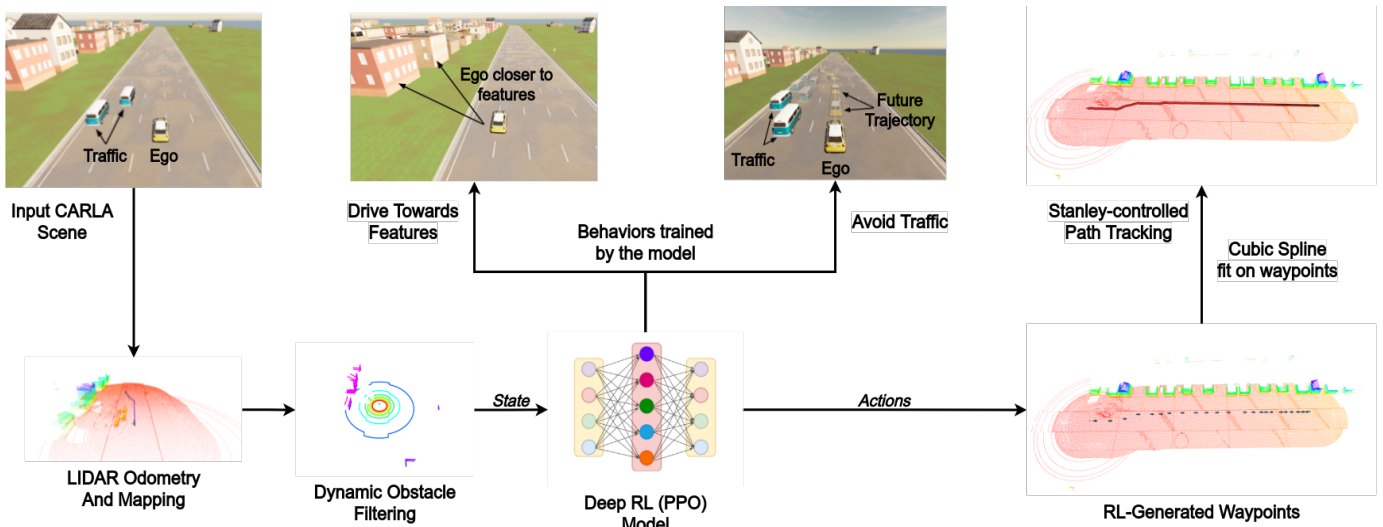 Traffic
Ego
Input CARLA
Scene
Ego closer to
features
Drive Towards
Features
Future
Trajectory
Traffic
Ego
Avoid Traffic
Behaviors trained
by the model
Stanley-controlled
Path Tracking
Cubic Spline
fit on waypoints
LIDAR Odometry
And Mapping
Dynamic Obstacle
Filtering
State
Deep RL (PPO)
Model
Actions
RL-Generated Waypoints